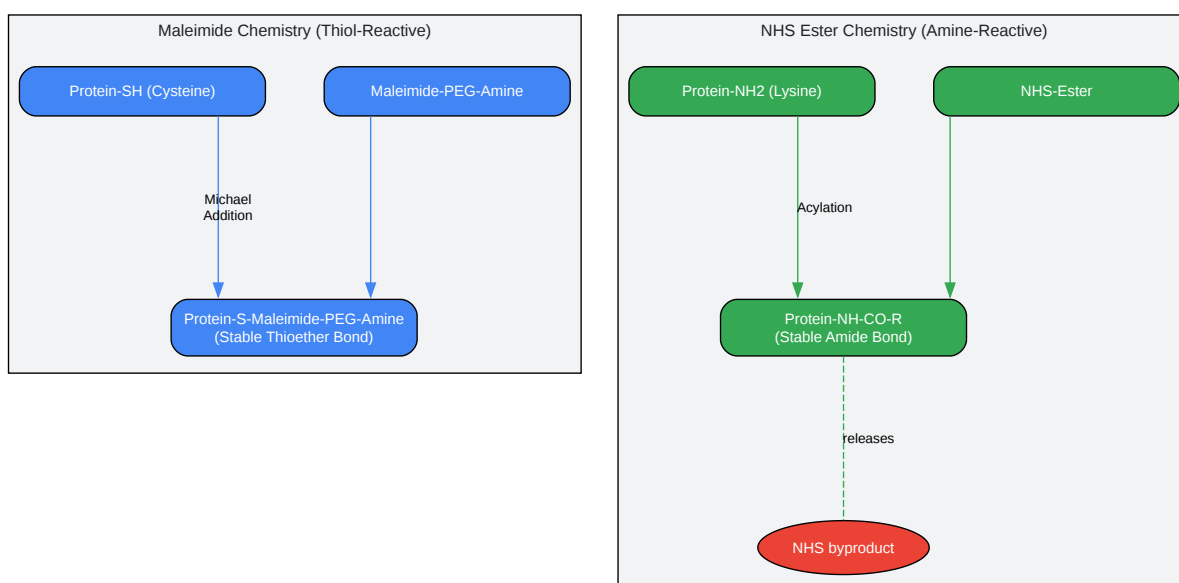 Maleimide Chemistry (Thiol-Reactive)
Protein-SH (Cysteine)
Maleimide-PEG-Amine
Michael
Addition
Protein-S-Maleimide-PEG-Amine
(Stable Thioether Bond)
NHS Ester Chemistry (Amine-Reactive)
Protein-NH2 (Lysine)
NHS-Ester
Acylation
Protein-NH-CO-R
(Stable Amide Bond)
releases
NHS byproduct